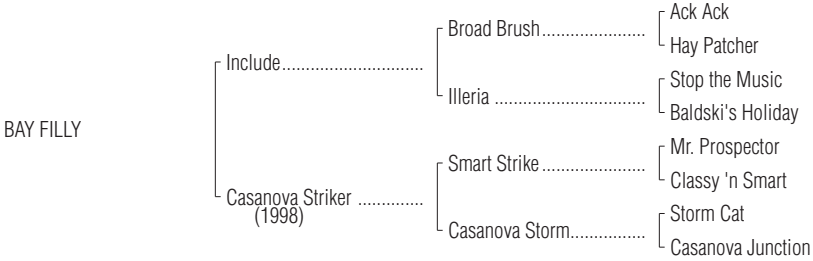 Ack Ack
Broad Brush......................
Hay Patcher
Include.............................
Stop the Music
Illeria ................................
Baldski's Holiday
BAY FILLY
Mr. Prospector
Smart Strike......................
Classy 'n Smart
Casanova Striker ..............
(1998)
Storm Cat
Casanova Storm................
Casanova Junction